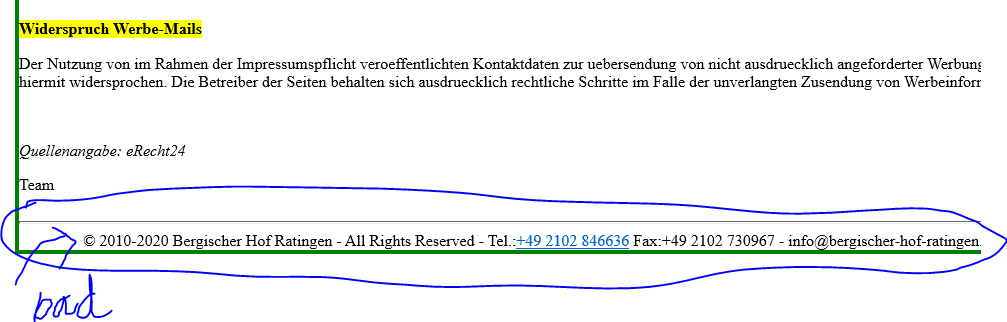 Widerspruch Werbe-Mails
Der Nutzung von im Rahmen der Impressumspflicht veroeffentlichten Kontaktdaten zur uebersendung von nicht ausdruecklich angeforderter Werbung
hiermit widersprochen. Die Betreiber der Seiten behalten sich ausdruecklich rechtliche Schritte im Falle der unverlangten Zusendung von Werbeinfor
Quellenangabe: eRecht24
Team
© 2010-2020 Bergischer Hof Ratingen - All Rights Reserved - Tel.:+49 2102 846636 Fax:+49 2102 730967 - info@bergischer-hof-ratingen.